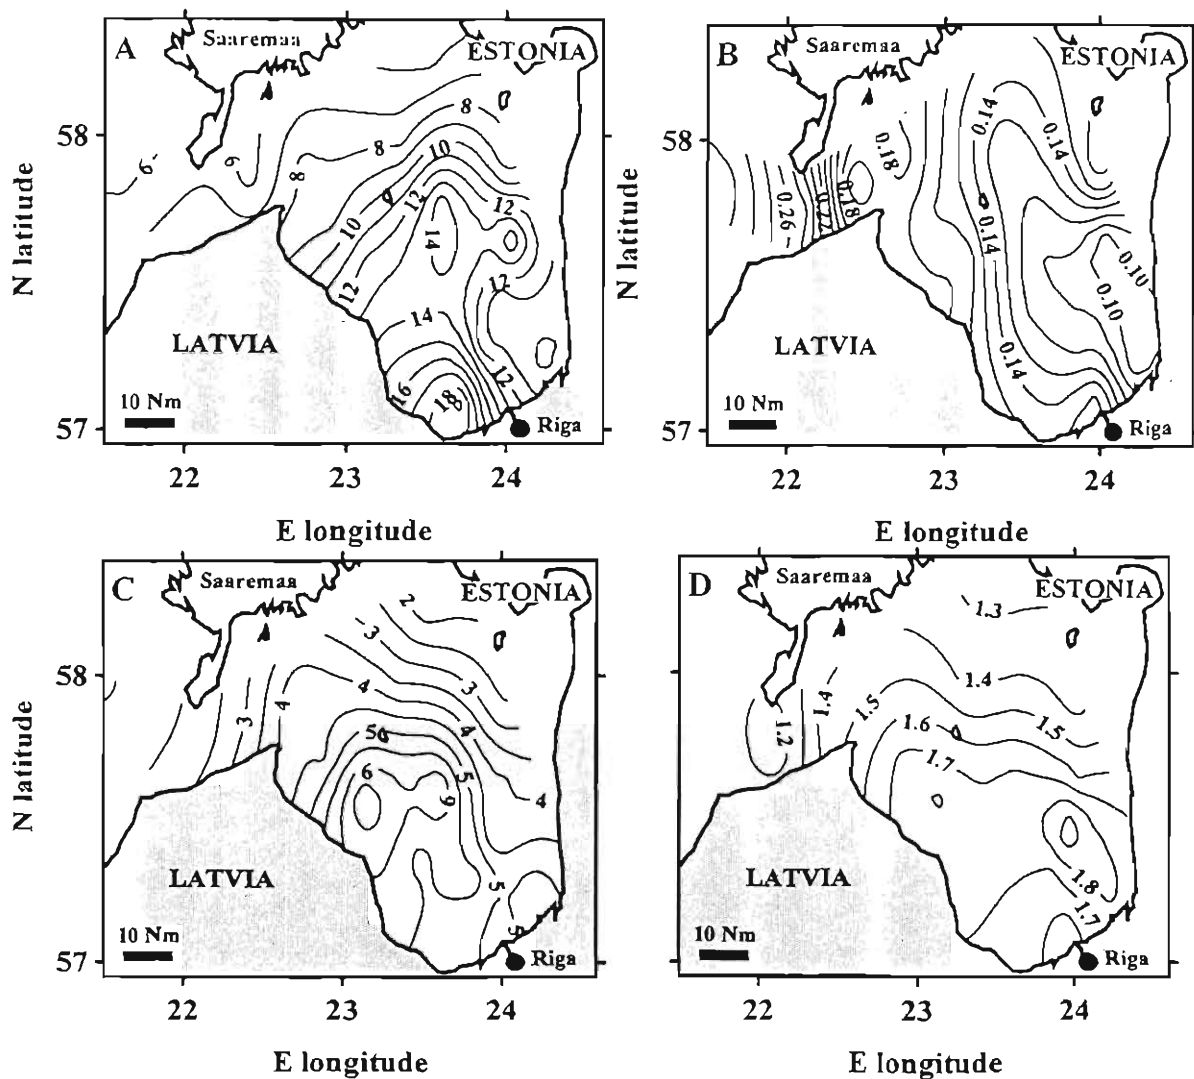 A
Saaremaa
ESTONIA
8
6
6
8
8
10
12
12
10
14
12
12
14
12
16
18
LATVIA
10 Nm
Riga
58
57
N latitude
22
23
24
E longitude
B
Saaremaa
ESTONIA
0.14
0.14
0.18
0.18
0.22
0.26
0.14
0.10
0.10
0.14
LATVIA
10 Nm
Riga
58
57
N latitude
22
23
24
E longitude
C
Saaremaa
ESTONIA
2
3
3
4
4
3
4
5
5
6
6
4
5
5
LATVIA
10 Nm
Riga
58
57
N latitude
22
23
24
E longitude
D
Saaremaa
ESTONIA
1.3
1.4
1.4
1.5
1.2
1.6
1.5
1.7
1.8
1.7
LATVIA
10 Nm
Riga
22
23
24
E longitude